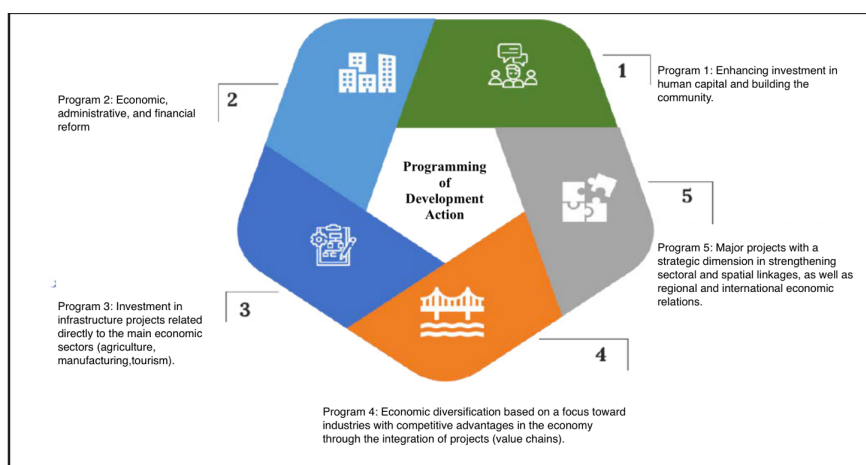 1
Program 1: Enhancing investment in
human capital and building the
community.
2
Program 2: Economic,
administrative, and financial
reform
Programming
of
Development
Action
5
Program 5: Major projects with a
strategic dimension in strengthening
sectoral and spatial linkages, as well as
regional and international economic
relations.
3
Program 3: Investment in
infrastructure projects related
directly to the main economic
sectors (agriculture,
manufacturing,tourism).
4
Program 4: Economic diversification based on a focus toward
industries with competitive advantages in the economy
through the integration of projects (value chains).